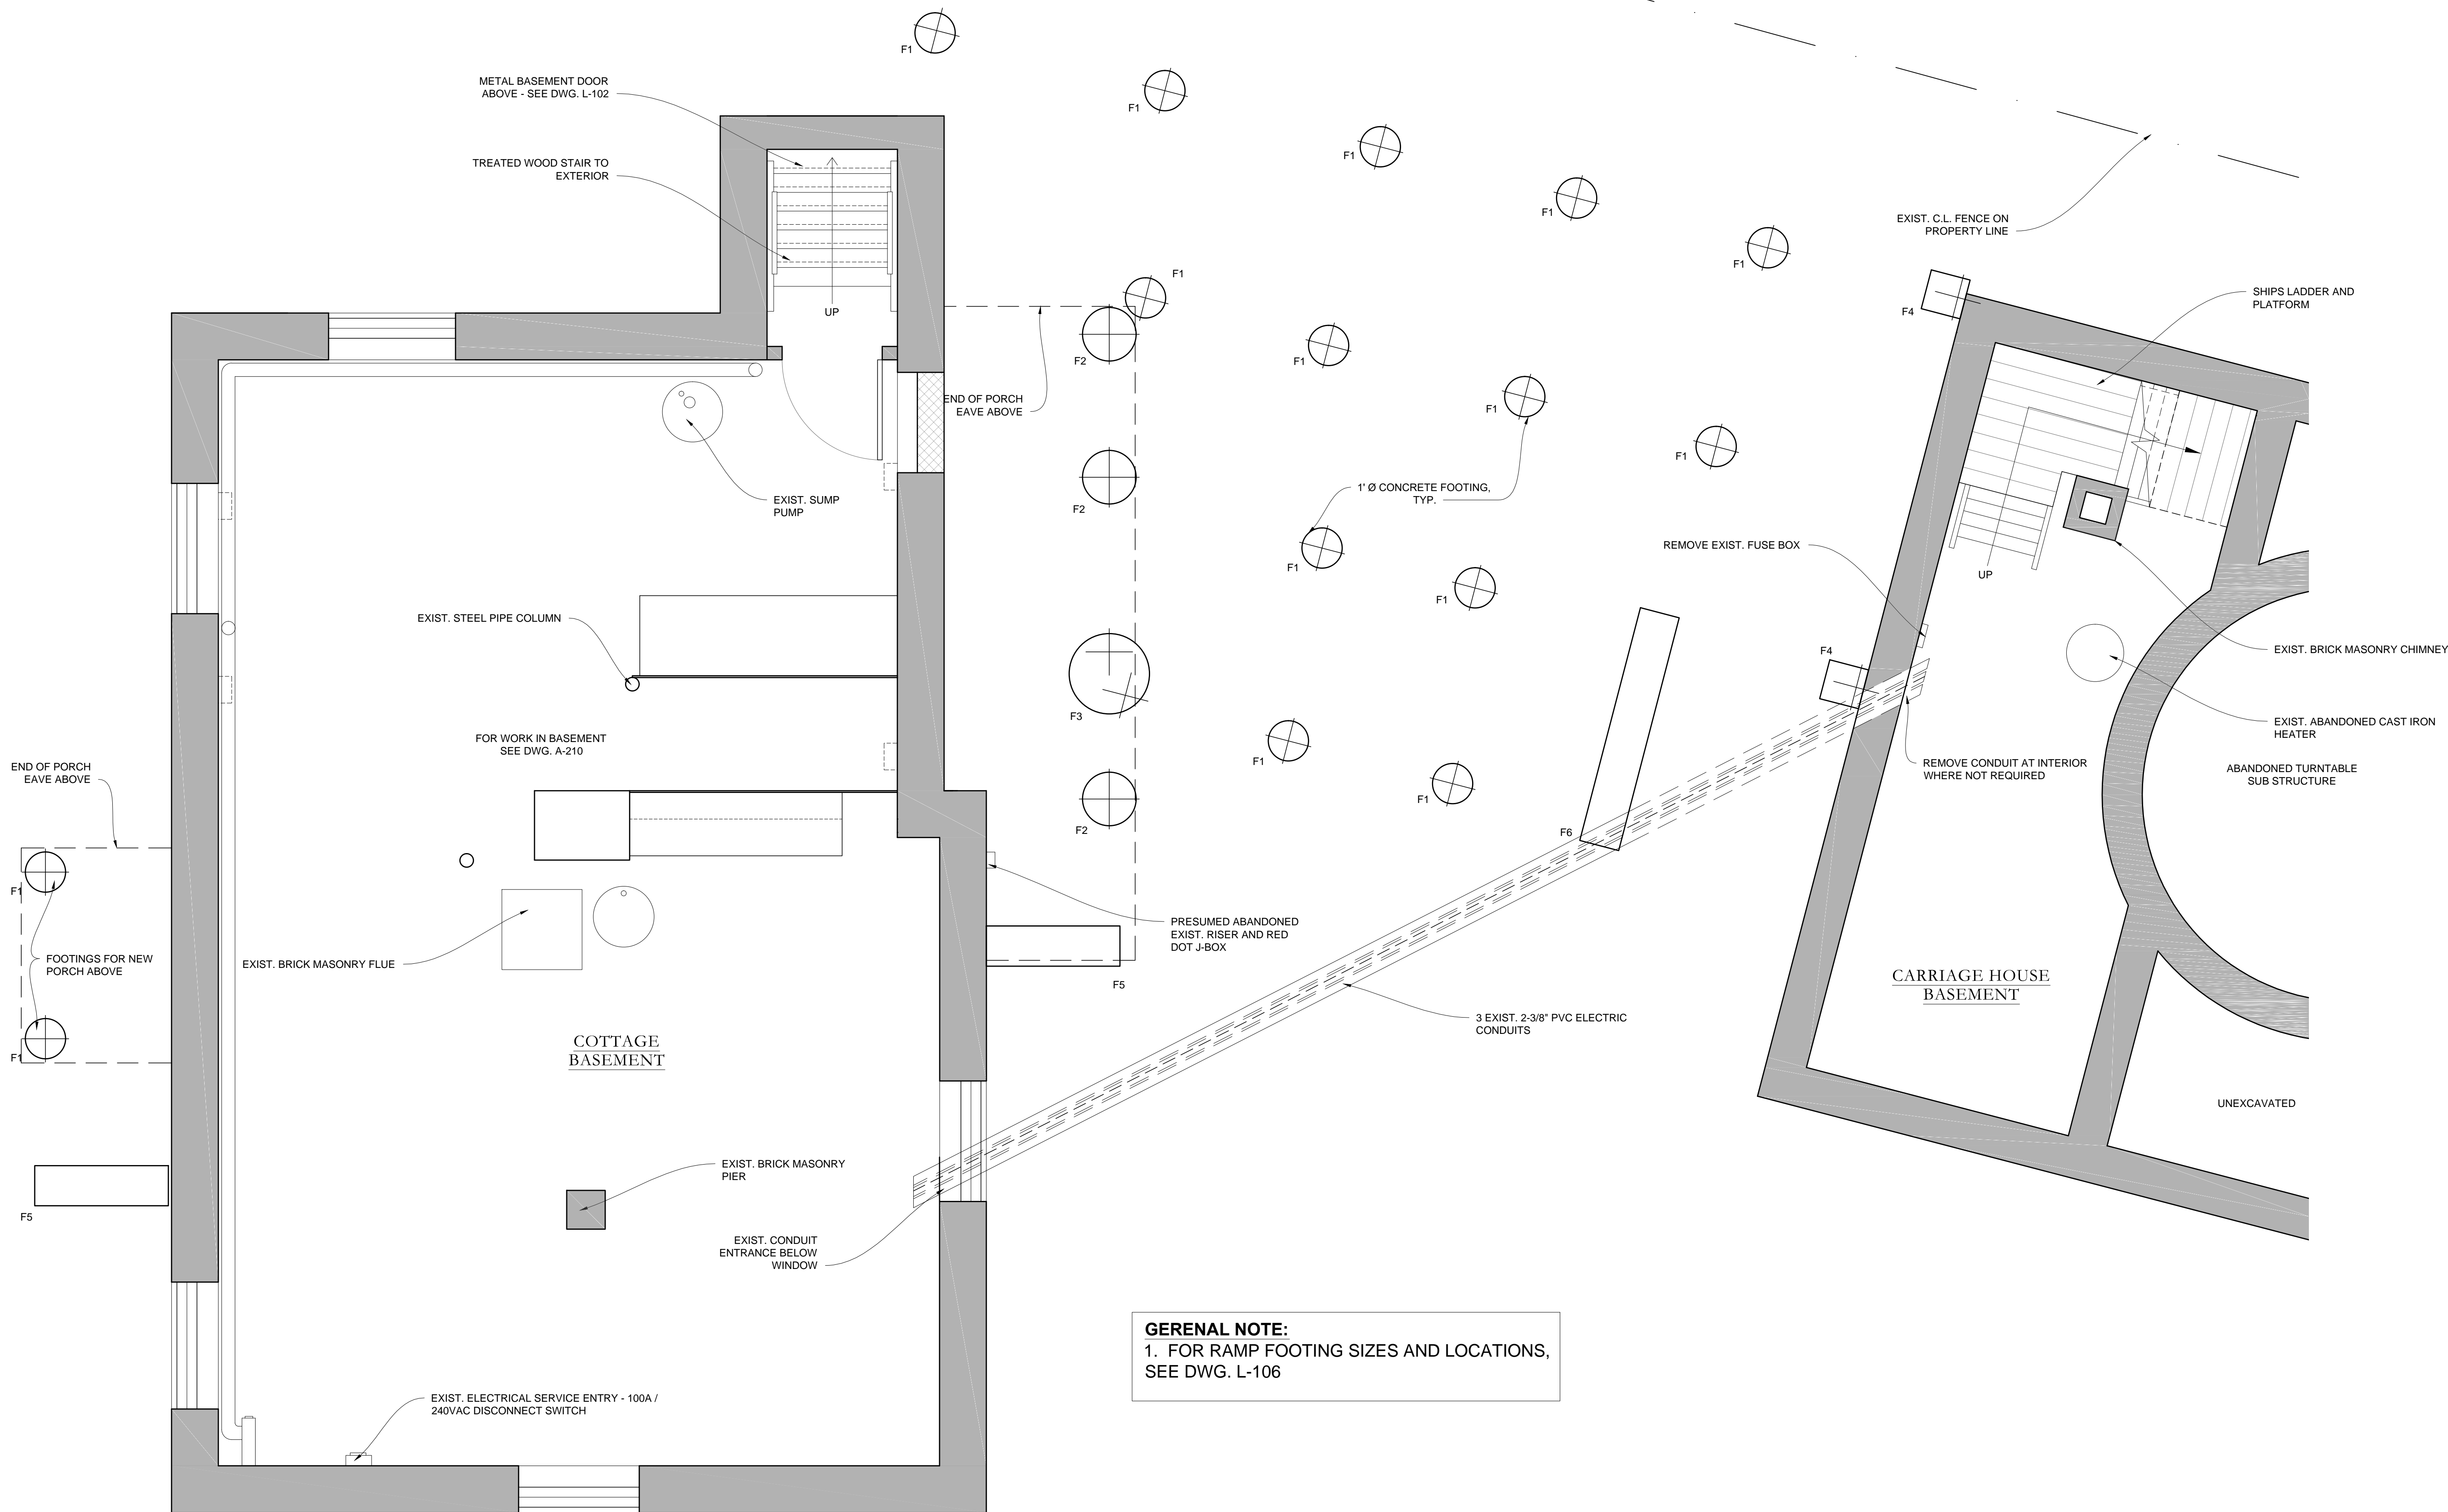 F1
METAL BASEMENT DOOR
ABOVE - SEE DWG. L-102
F1
F1
TREATED WOOD STAIR TO
EXTERIOR
F1
EXIST. C.L. FENCE ON
PROPERTY LINE
F1
F1
SHIPS LADDER AND
PLATFORM
UP
F4
F2
F1
END OF PORCH
EAVE ABOVE
F1
F1
EXIST. SUMP
PUMP
F2
1' Ø CONCRETE FOOTING,
TYP.
REMOVE EXIST. FUSE BOX
F1
UP
F1
EXIST. STEEL PIPE COLUMN
F4
EXIST. BRICK MASONRY CHIMNEY
F3
EXIST. ABANDONED CAST IRON
HEATER
FOR WORK IN BASEMENT
SEE DWG. A-210
F1
REMOVE CONDUIT AT INTERIOR
WHERE NOT REQUIRED
ABANDONED TURNTABLE
SUB STRUCTURE
END OF PORCH
EAVE ABOVE
F1
F2
F6
F1
PRESUMED ABANDONED
EXIST. RISER AND RED
DOT J-BOX
FOOTINGS FOR NEW
PORCH ABOVE
EXIST. BRICK MASONRY FLUE
F5
CARRIAGE HOUSE
BASEMENT
3 EXIST. 2-3/8" PVC ELECTRIC
CONDUITS
COTTAGE
BASEMENT
F1
UNEXCAVATED
EXIST. BRICK MASONRY
PIER
F5
EXIST. CONDUIT
ENTRANCE BELOW
WINDOW
GERENAL NOTE:
1. FOR RAMP FOOTING SIZES AND LOCATIONS,
SEE DWG. L-106
EXIST. ELECTRICAL SERVICE ENTRY - 100A /
240VAC DISCONNECT SWITCH